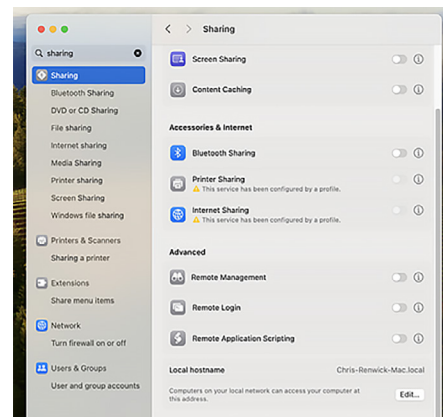 Sharing
sharing
Sharing
Bluetooth Sharing
DVD or CD Sharing
File sharing
Internet sharing
Media Sharing
Printer sharing
Screen Sharing
Windows file sharing
Printers & Scanners
Sharing a printer
Extensions
Share menu items
Network
Turn firewall on or off
Users & Groups
User and group accounts
Screen Sharing
Content Caching
Accessories & Internet
Bluetooth Sharing
Printer Sharing
This service has been configured by a profile.
Internet Sharing
This service has been configured by a profile.
Advanced
Remote Management
Remote Login
Remote Application Scripting
Local hostname Chris-Renwick-Mac.local
Computers on your local network can access your computer at
this address.
Edit...